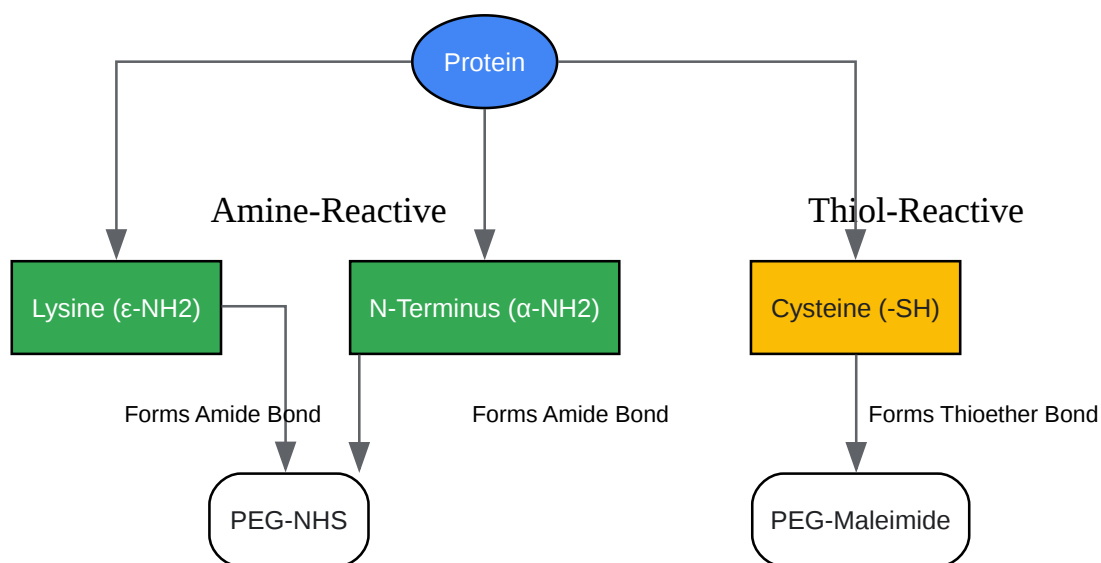 Protein
Amine-Reactive
Thiol-Reactive
Lysine (ε-NH2)
N-Terminus (α-NH2)
Cysteine (-SH)
Forms Amide Bond
Forms Amide Bond
Forms Thioether Bond
PEG-NHS
PEG-Maleimide